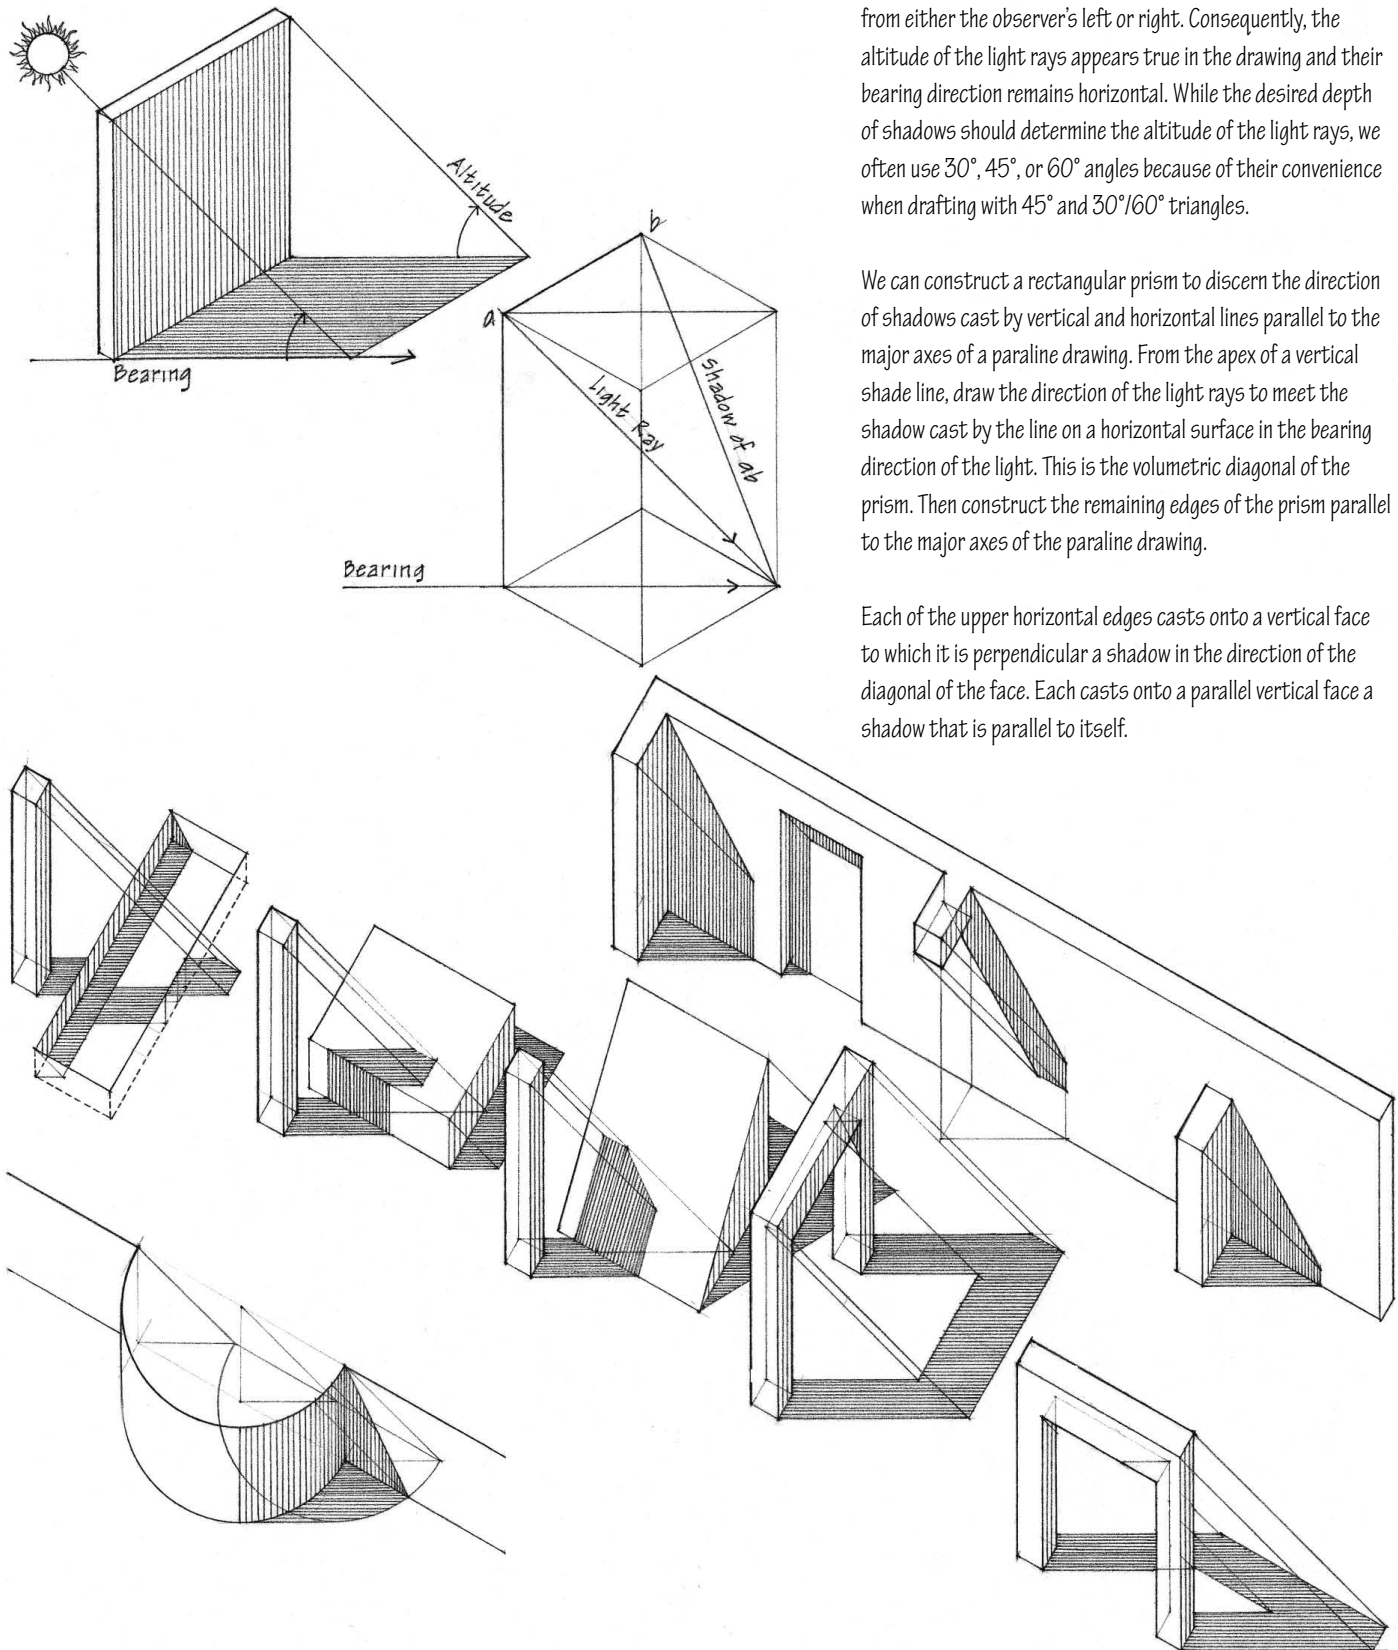 from either the observer's left or right. Consequently, the
altitude of the light rays appears true in the drawing and their
bearing direction remains horizontal. While the desired depth
of shadows should determine the altitude of the light rays, we
often use 30°, 45°, or 60° angles because of their convenience
when drafting with 45° and 30°/60° triangles.
We can construct a rectangular prism to discern the direction
of shadows cast by vertical and horizontal lines parallel to the
major axes of a paraline drawing. From the apex of a vertical
shade line, draw the direction of the light rays to meet the
shadow cast by the line on a horizontal surface in the bearing
direction of the light. This is the volumetric diagonal of the
prism. Then construct the remaining edges of the prism parallel
to the major axes of the paraline drawing.
Each of the upper horizontal edges casts onto a vertical face
to which it is perpendicular a shadow in the direction of the
diagonal of the face. Each casts onto a parallel vertical face a
shadow that is parallel to itself.
Altitude
Bearing
b
a
Light Ray
Shadow of ab
Bearing